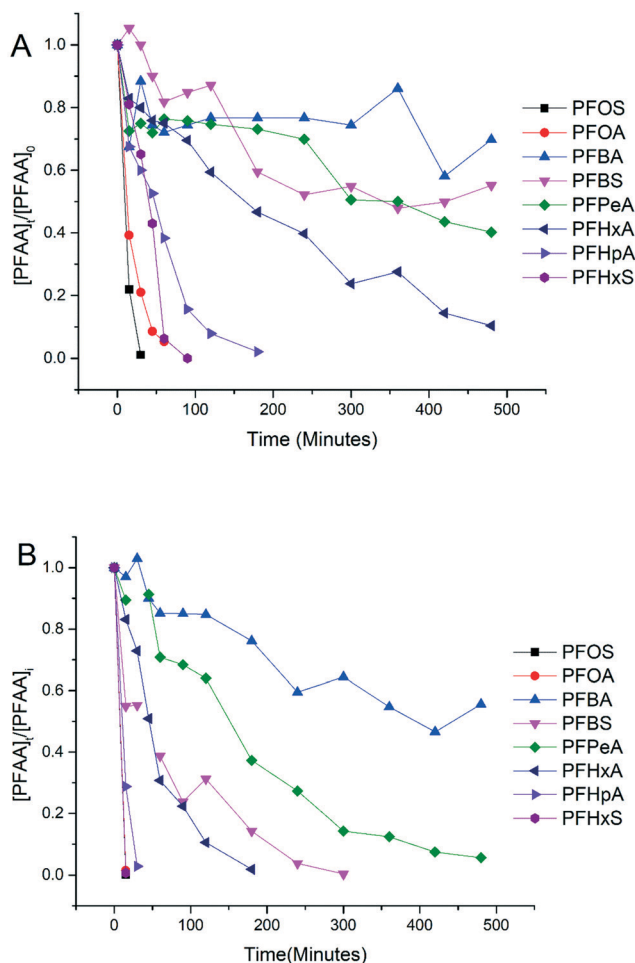 A
[PFAA]t/[PFAA]0
1.0
0.8
0.6
0.4
0.2
0.0
0 100 200 300 400 500
Time (Minutes)
PFOS
PFOA
PFBA
PFBS
PFPeA
PFHxA
PFHpA
PFHxS
B
[PFAA]t/[PFAA]i
1.0
0.8
0.6
0.4
0.2
0.0
0 100 200 300 400 500
Time(Minutes)
PFOS
PFOA
PFBA
PFBS
PFPeA
PFHxA
PFHpA
PFHxS